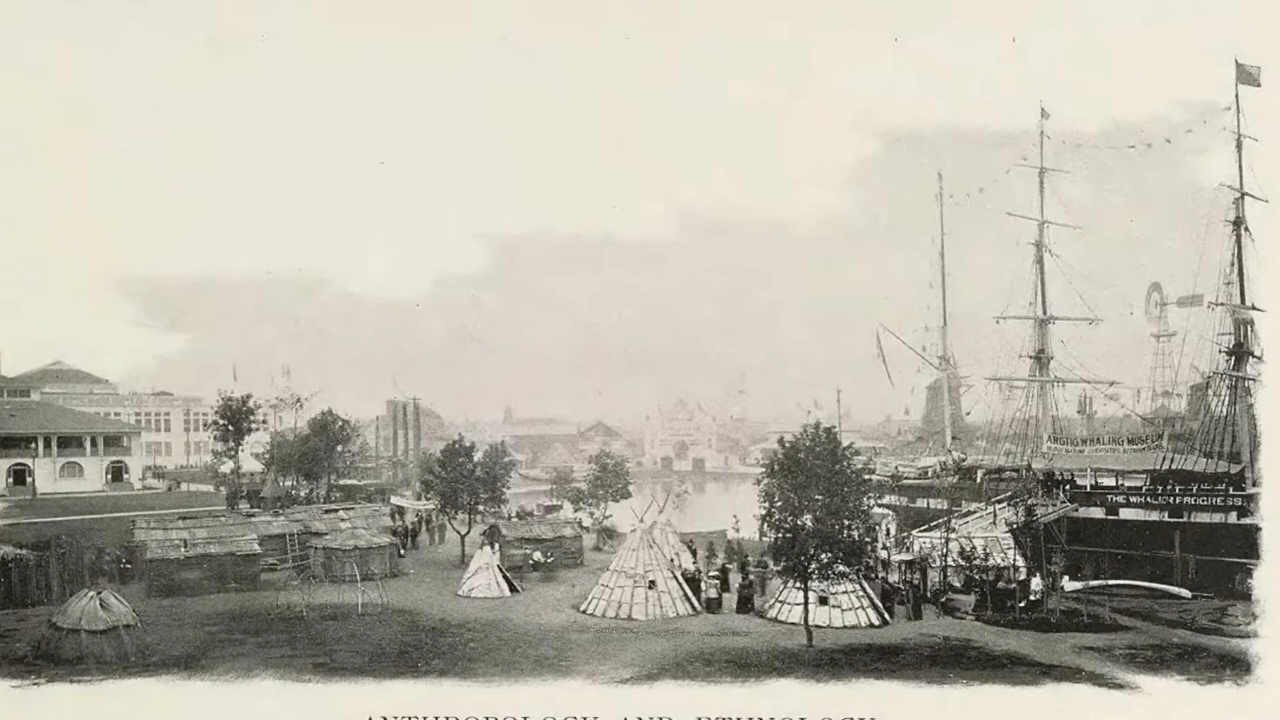 ARCTIC WHALING MUSEUM
THE WHALER PROGRESS
ANTHROPOLOGY AND ETHNOLOGY